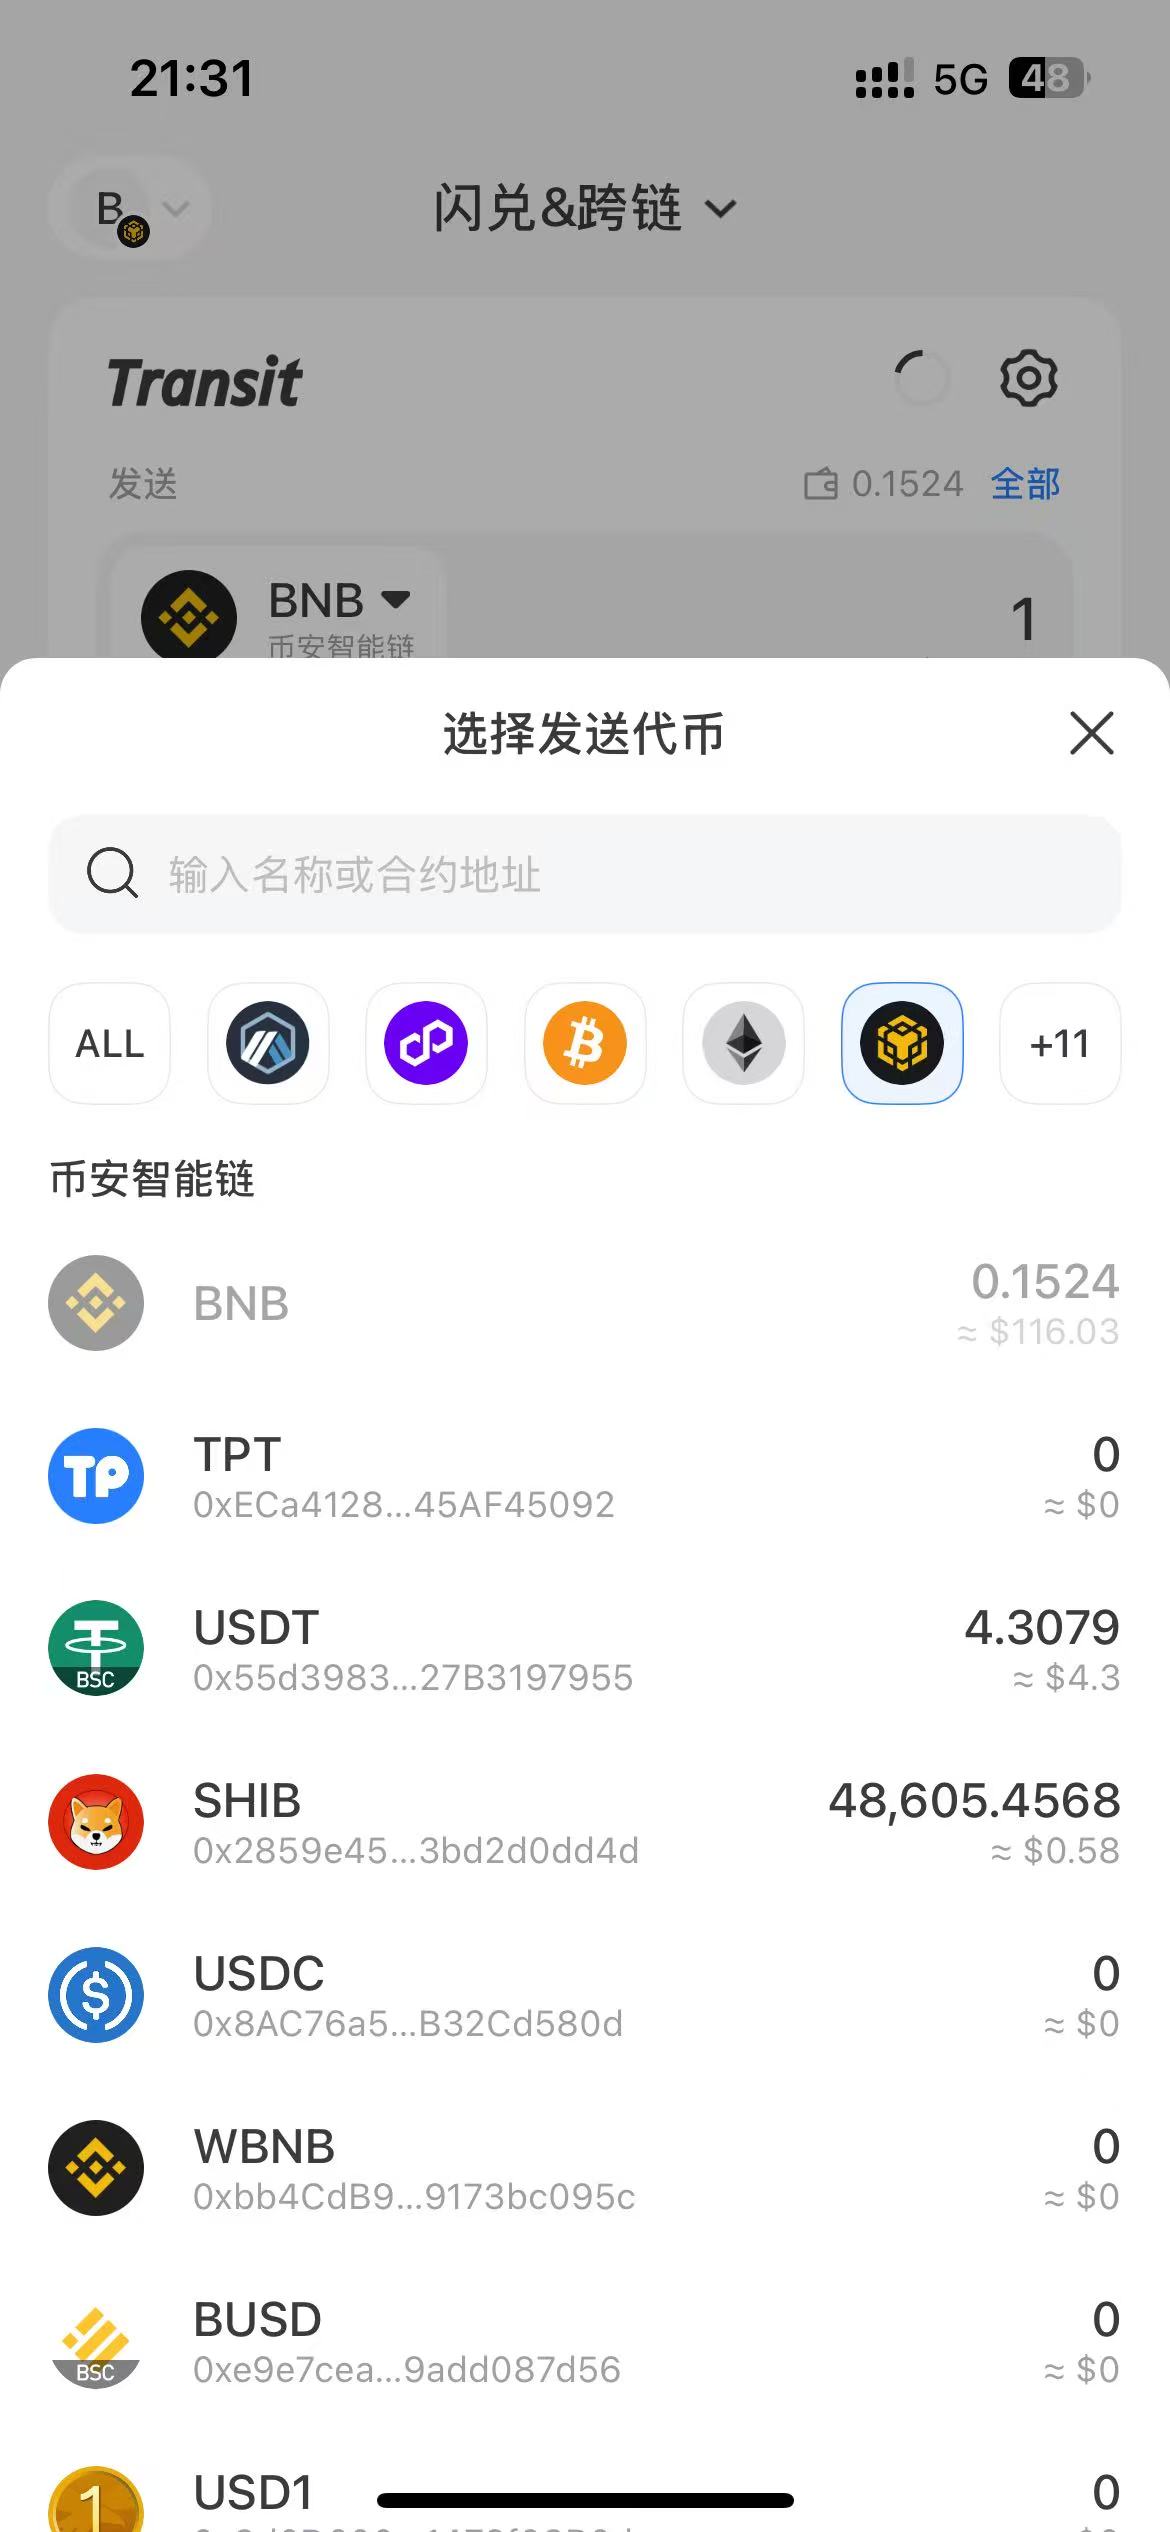 21:31
5G 48
B
闪兑&跨链
Transit
发送
0.1524 全部
BNB
1
币安智能链
选择发送代币
输入名称或合约地址
ALL
+11
币安智能链
BNB
0.1524
≈ $116.03
TPT
0
0xECa4128...45AF45092
≈ $0
BSC
USDT
4.3079
0x55d3983...27B3197955
≈ $4.3
SHIB
48,605.4568
0x2859e45...3bd2d0dd4d
≈ $0.58
USDC
0
0x8AC76a5...B32Cd580d
≈ $0
WBNB
0
0xbb4CdB9...9173bc095c
≈ $0
BSC
BUSD
0
0xe9e7cea...9add087d56
≈ $0
1
USD1
0